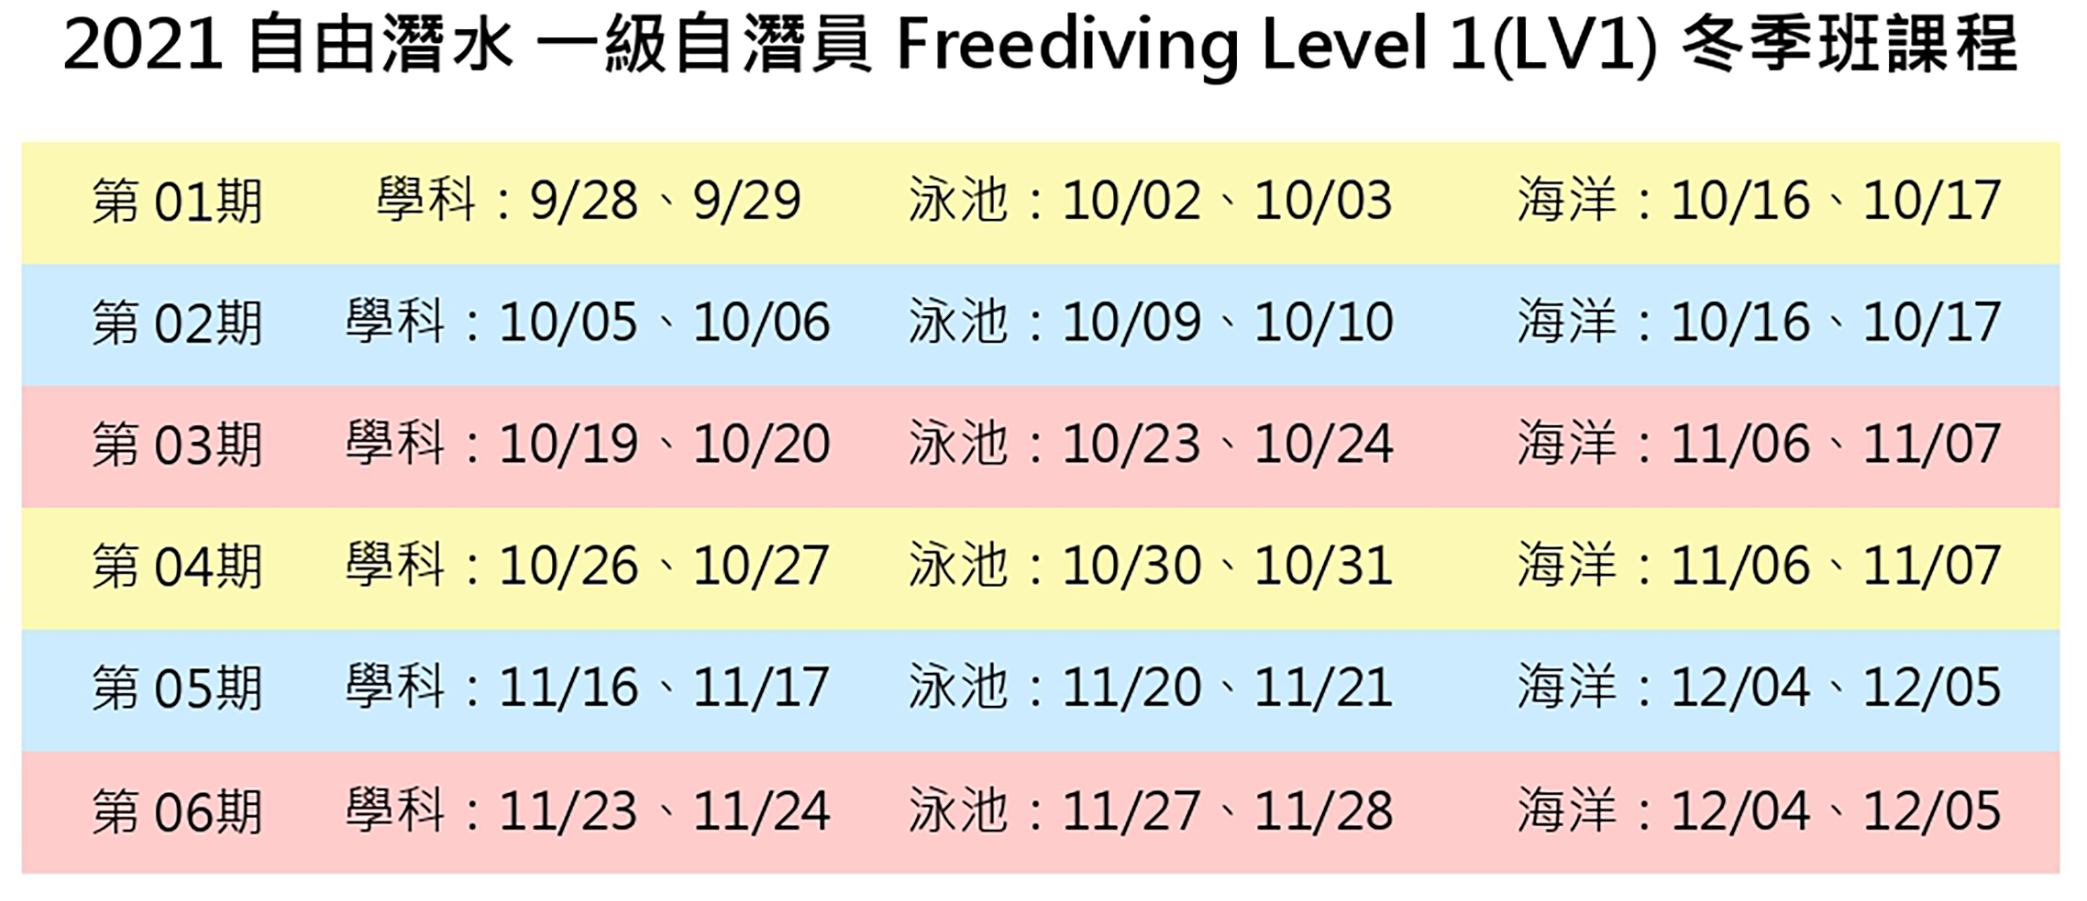 2021 自由潛水 一級自潛員 Freediving Level 1(LV1) 冬季班課程
第 01期 學科：9/28、9/29 泳池：10/02、10/03 海洋：10/16、10/17
第 02期 學科：10/05、10/06 泳池：10/09、10/10 海洋：10/16、10/17
第 03期 學科：10/19、10/20 泳池：10/23、10/24 海洋：11/06、11/07
第 04期 學科：10/26、10/27 泳池：10/30、10/31 海洋：11/06、11/07
第 05期 學科：11/16、11/17 泳池：11/20、11/21 海洋：12/04、12/05
第 06期 學科：11/23、11/24 泳池：11/27、11/28 海洋：12/04、12/05